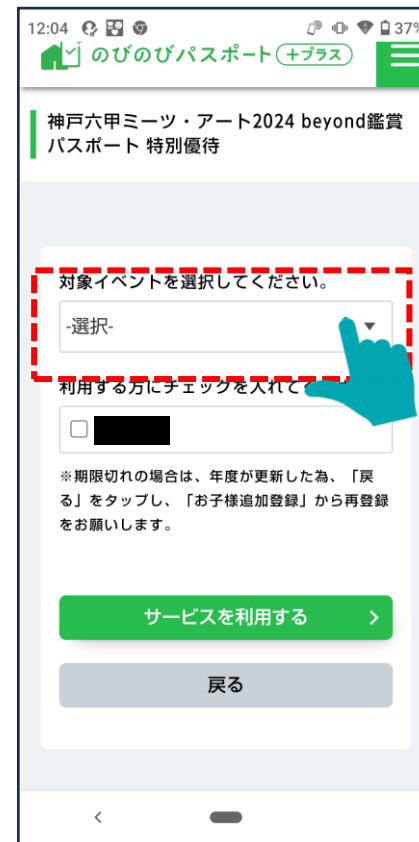 12:04 37%
のびのびパスポート +プラス
神戸六甲ミーツ・アート2024 beyond鑑賞
パスポート 特別優待
対象イベントを選択してください。
-選択-
利用する方にチェックを入れてく
※期限切れの場合は、年度が更新した為、「戻
る」をタップし、「お子様追加登録」から再登録
をお願いします。
サービスを利用する
戻る